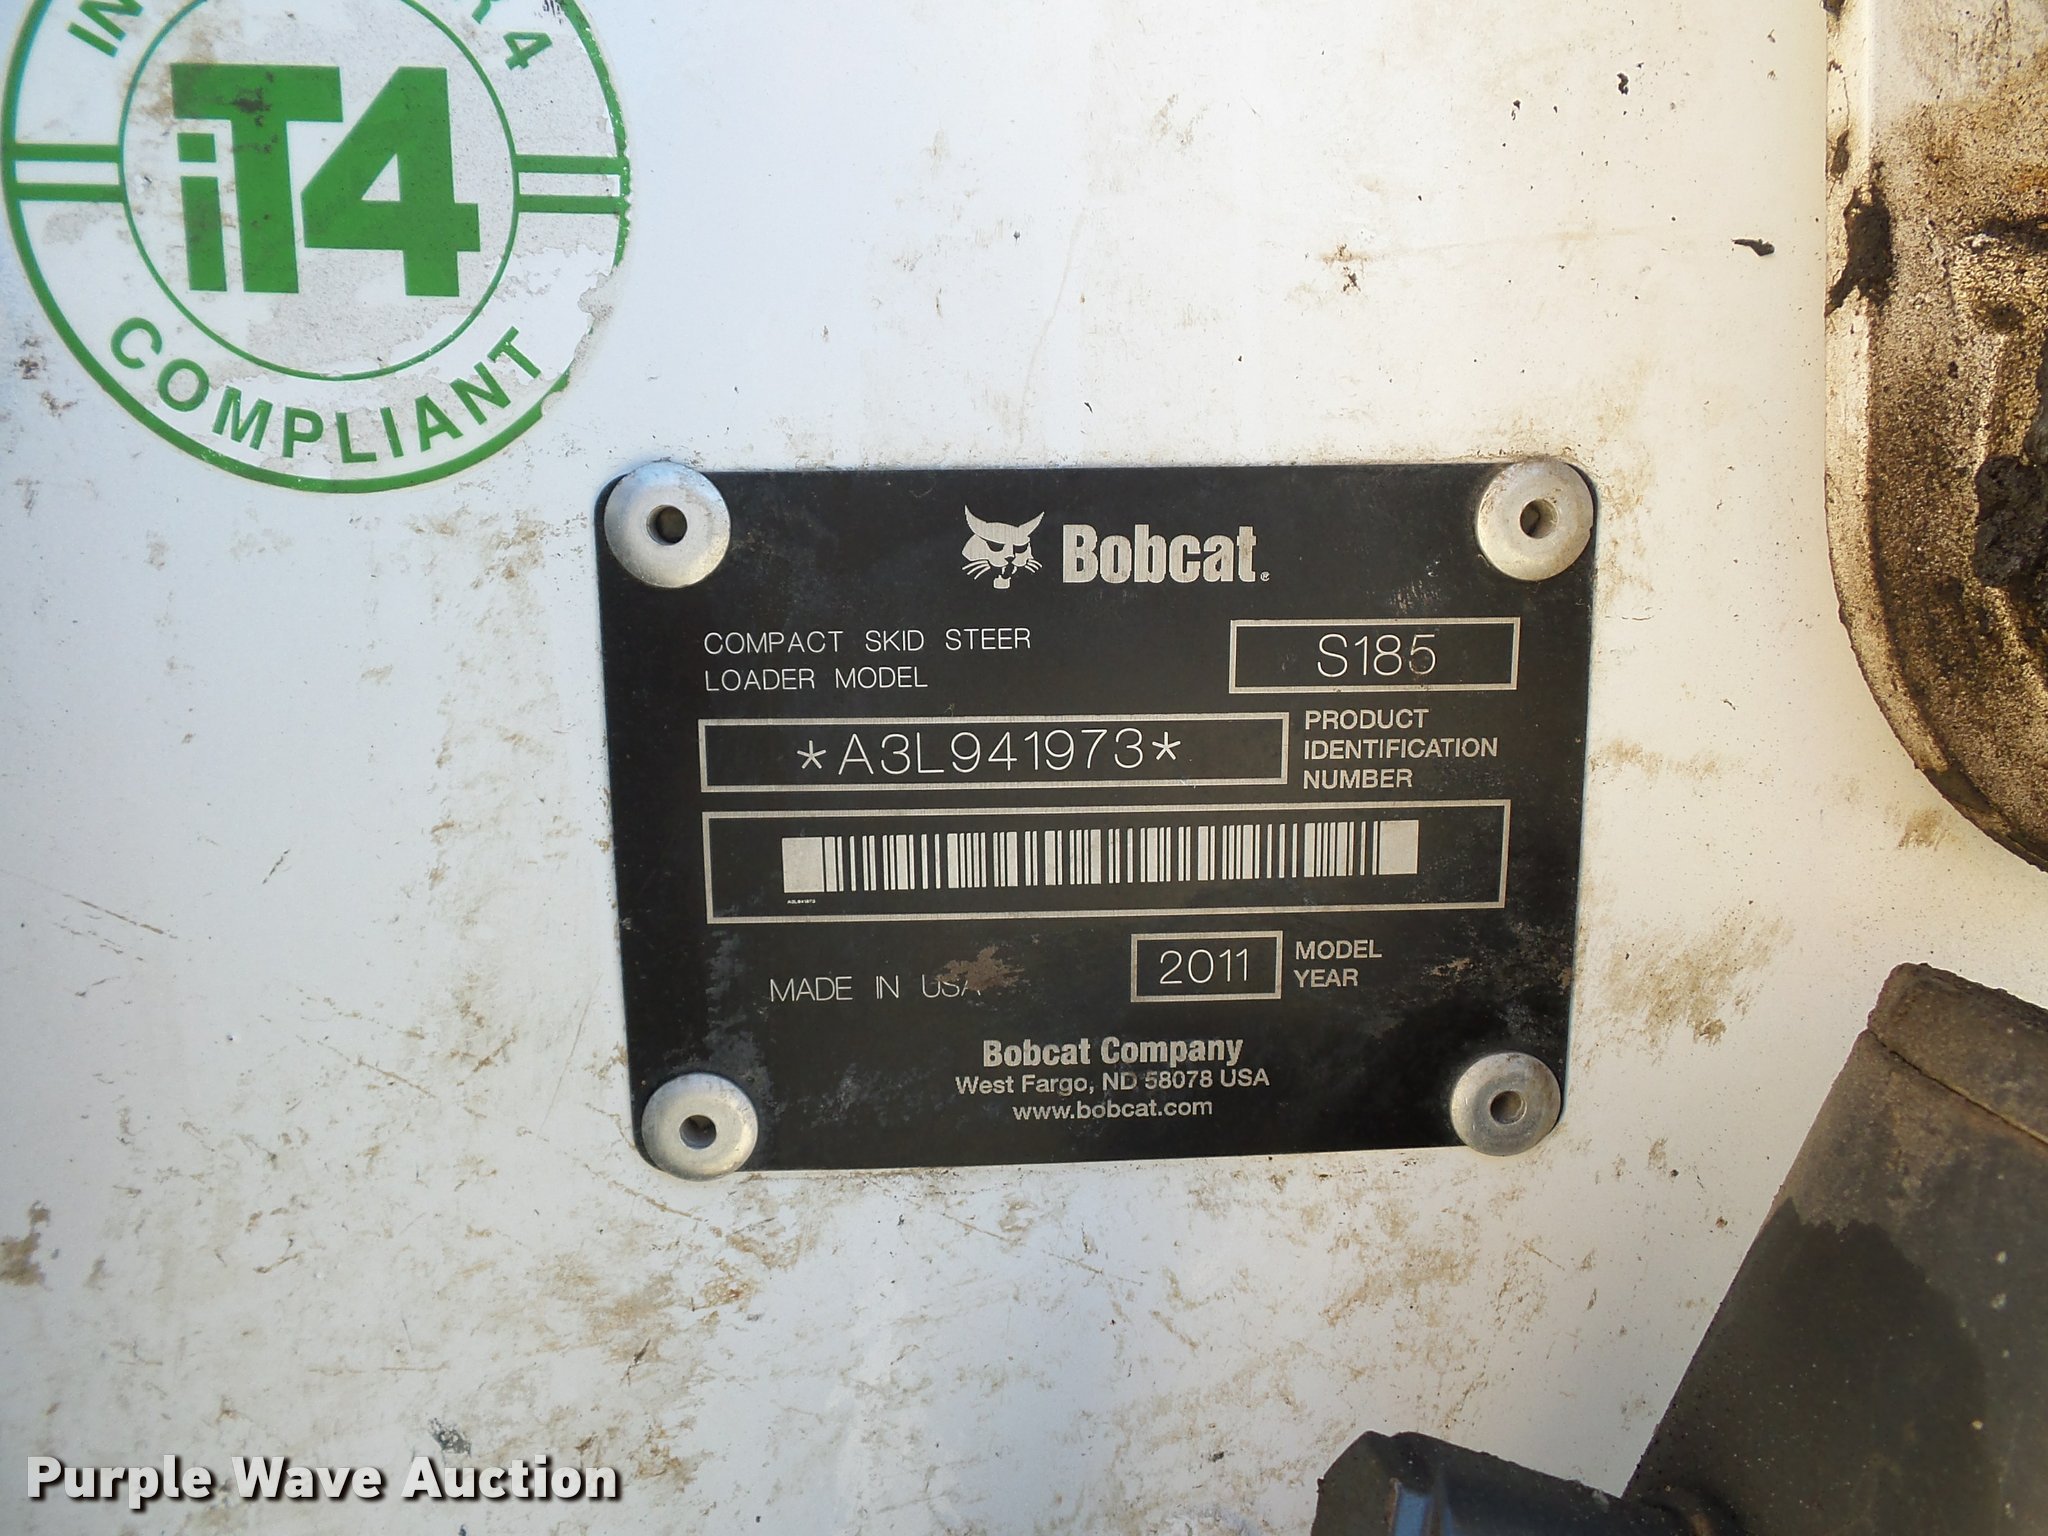 iT4
COMPLIANT
Bobcat®
COMPACT SKID STEER
LOADER MODEL
S185
*A3L941973*
PRODUCT
IDENTIFICATION
NUMBER
A3L941973
MADE IN USA
2011
MODEL
YEAR
Bobcat Company
West Fargo, ND 58078 USA
www.bobcat.com
Purple Wave Auction